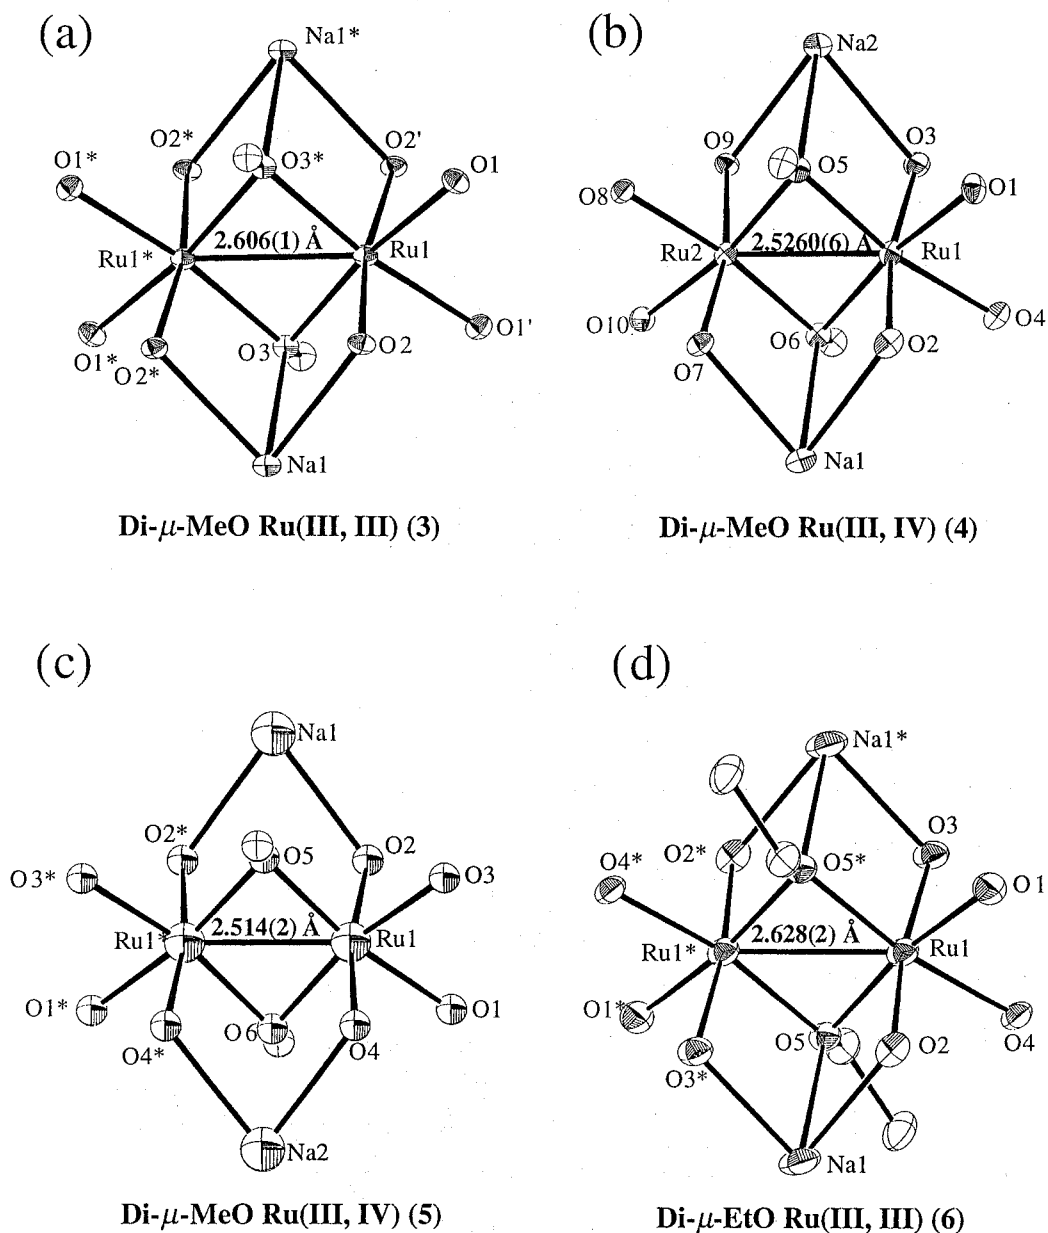 (a)
Na1*
O2*
O2'
O1*
O3*
O1
2.606(1) Å
Ru1*
Ru1
O1*
O2*
O3
O2
O1'
Na1
Di-μ-MeO Ru(III, III) (3)
(b)
Na2
O9
O3
O5
O8
O1
2.5260(6) Å
Ru2
Ru1
O10
O7
O6
O2
O4
Na1
Di-μ-MeO Ru(III, IV) (4)
(c)
Na1
O2*
O5
O2
O3*
O3
2.514(2) Å
Ru1*
Ru1
O1*
O4*
O6
O4
O1
Na2
Di-μ-MeO Ru(III, IV) (5)
(d)
Na1*
O2*
O3
O4*
O5*
O1
2.628(2) Å
Ru1*
Ru1
O1*
O3*
O5
O2
O4
Na1
Di-μ-EtO Ru(III, III) (6)